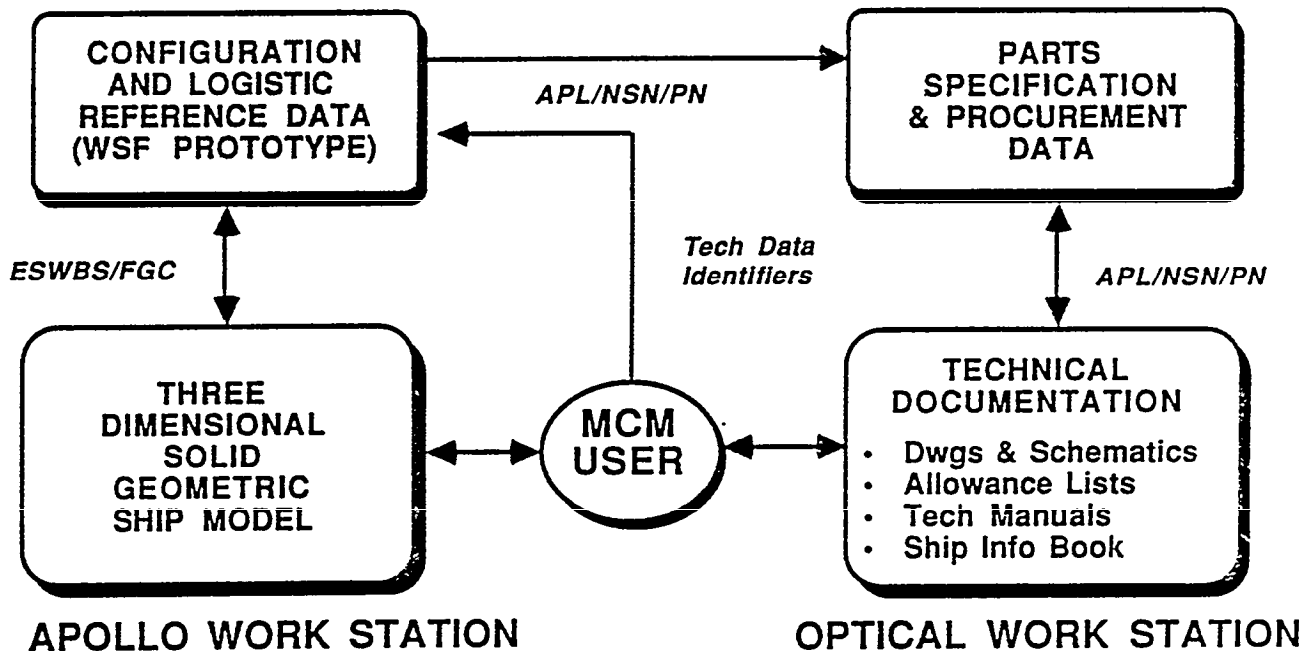 CONFIGURATION
AND LOGISTIC
REFERENCE DATA
(WSF PROTOTYPE)
APL/NSN/PN
PARTS
SPECIFICATION
& PROCUREMENT
DATA
ESWBS/FGC
Tech Data
Identifiers
APL/NSN/PN
THREE
DIMENSIONAL
SOLID
GEOMETRIC
SHIP MODEL
MCM
USER
TECHNICAL
DOCUMENTATION
• Dwgs & Schematics
• Allowance Lists
• Tech Manuals
• Ship Info Book
APOLLO WORK STATION
OPTICAL WORK STATION